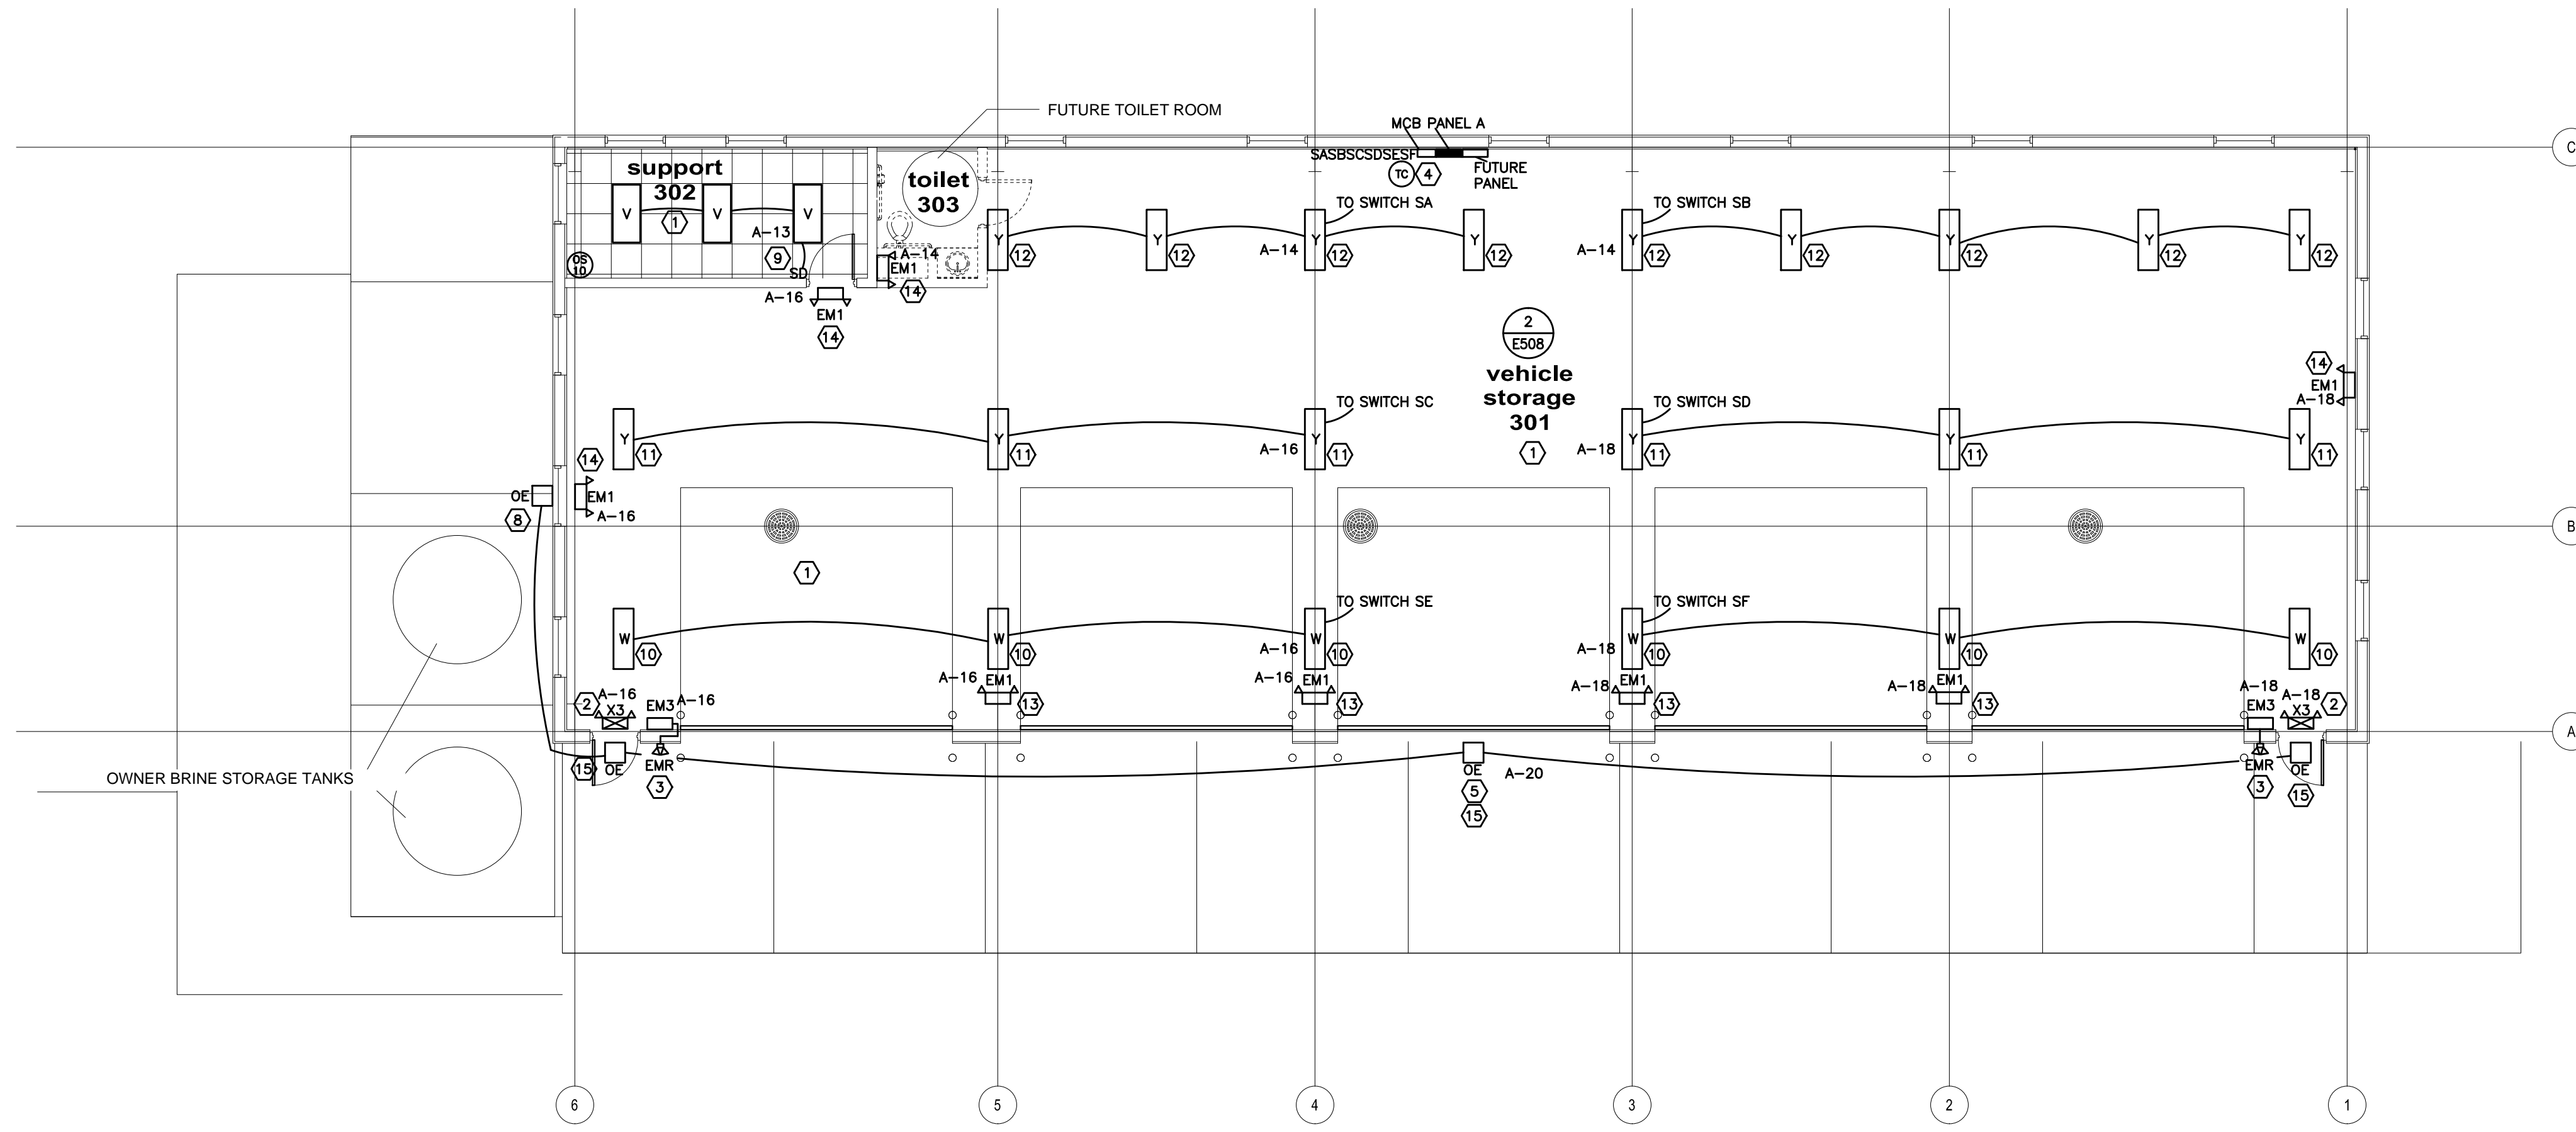 FUTURE TOILET ROOM
MCB PANEL A
SASBSCSDSESF
FUTURE
PANEL
TC
4
C
support
302
1
toilet
303
V
V
V
A-13
9
SD
OS
10
A-14
EM1
14
A-16
EM1
14
TO SWITCH SA
TO SWITCH SB
Y
12
Y
12
A-14
Y
12
Y
12
A-14
Y
12
Y
12
Y
12
Y
12
Y
12
2
E508
vehicle
storage
301
1
14
EM1
A-18
TO SWITCH SC
TO SWITCH SD
Y
11
Y
11
A-16
Y
11
A-18
Y
11
Y
11
Y
11
14
EM1
A-16
OE
8
B
1
TO SWITCH SE
TO SWITCH SF
W
10
W
10
A-16
W
10
A-18
W
10
W
10
W
10
A-16
EM1
13
A-16
EM1
13
A-18
EM1
13
A-18
EM1
13
2
A-16
X3
EM3
A-16
A-18
EM3
A-18
X3
2
A
15
OE
EMR
3
OE
5
15
A-20
EMR
3
OE
15
OWNER BRINE STORAGE TANKS
6
5
4
3
2
1